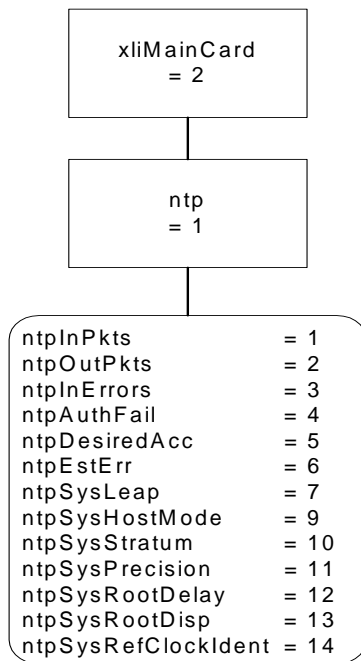 xliMainCard
= 2
ntp
= 1
ntpInPkts = 1
ntpOutPkts = 2
ntpInErrors = 3
ntpAuthFail = 4
ntpDesiredAcc = 5
ntpEstErr = 6
ntpSysLeap = 7
ntpSysHostMode = 9
ntpSysStratum = 10
ntpSysPrecision = 11
ntpSysRootDelay = 12
ntpSysRootDisp = 13
ntpSysRefClockIdent = 14